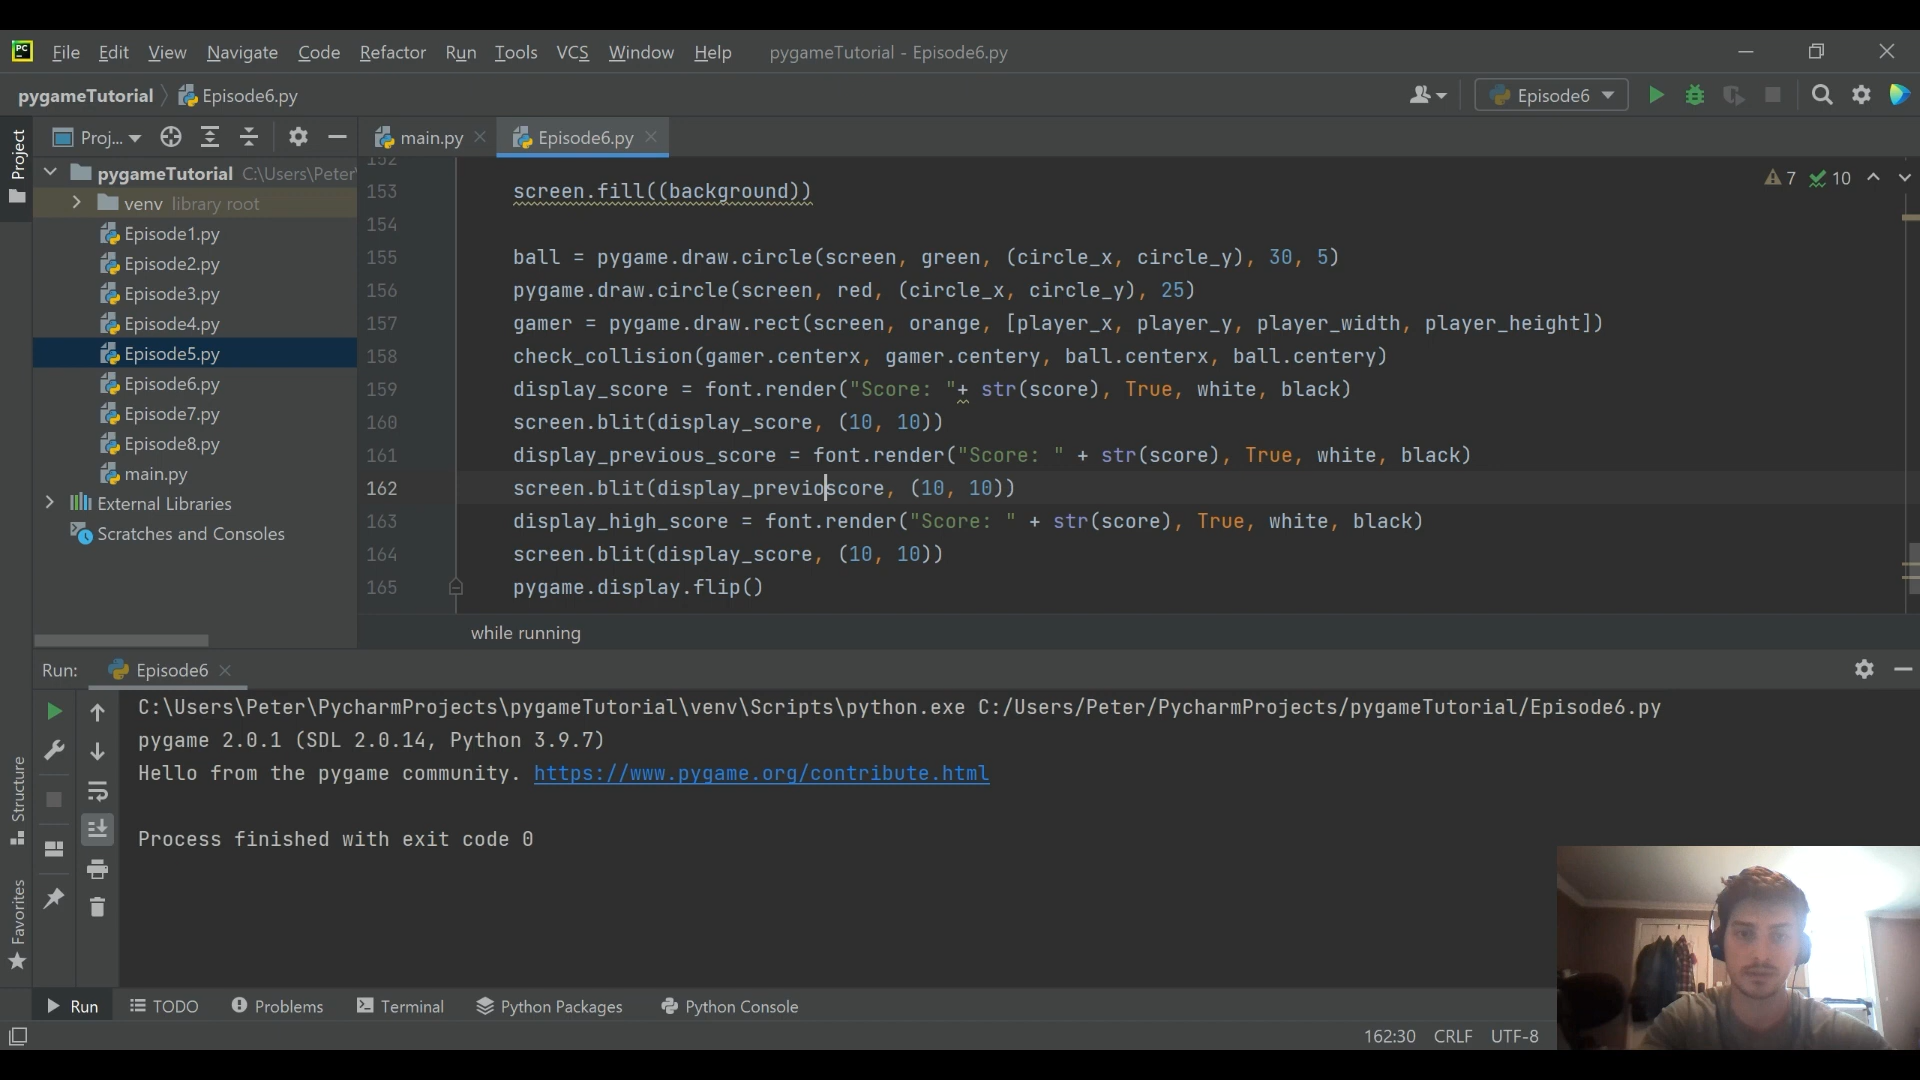 PC File Edit View Navigate Code Refactor Run Tools VCS Window Help pygameTutorial - Episode6.py
pygameTutorial Episode6.py Episode6
Project
Proj... main.py Episode6.py
pygameTutorial C:\Users\Peter
venv library root
Episode1.py
Episode2.py
Episode3.py
Episode4.py
Episode5.py
Episode6.py
Episode7.py
Episode8.py
main.py
External Libraries
Scratches and Consoles
7 10
152
153 screen.fill((background))
154
155 ball = pygame.draw.circle(screen, green, (circle_x, circle_y), 30, 5)
156 pygame.draw.circle(screen, red, (circle_x, circle_y), 25)
157 gamer = pygame.draw.rect(screen, orange, [player_x, player_y, player_width, player_height])
158 check_collision(gamer.centerx, gamer.centery, ball.centerx, ball.centery)
159 display_score = font.render("Score: "+ str(score), True, white, black)
160 screen.blit(display_score, (10, 10))
161 display_previous_score = font.render("Score: " + str(score), True, white, black)
162 screen.blit(display_previoscore, (10, 10))
163 display_high_score = font.render("Score: " + str(score), True, white, black)
164 screen.blit(display_score, (10, 10))
165 pygame.display.flip()
while running
Run: Episode6
C:\Users\Peter\PycharmProjects\pygameTutorial\venv\Scripts\python.exe C:/Users/Peter/PycharmProjects/pygameTutorial/Episode6.py
pygame 2.0.1 (SDL 2.0.14, Python 3.9.7)
Hello from the pygame community. https://www.pygame.org/contribute.html
Process finished with exit code 0
Structure
Favorites
Run TODO Problems Terminal Python Packages Python Console
162:30 CRLF UTF-8